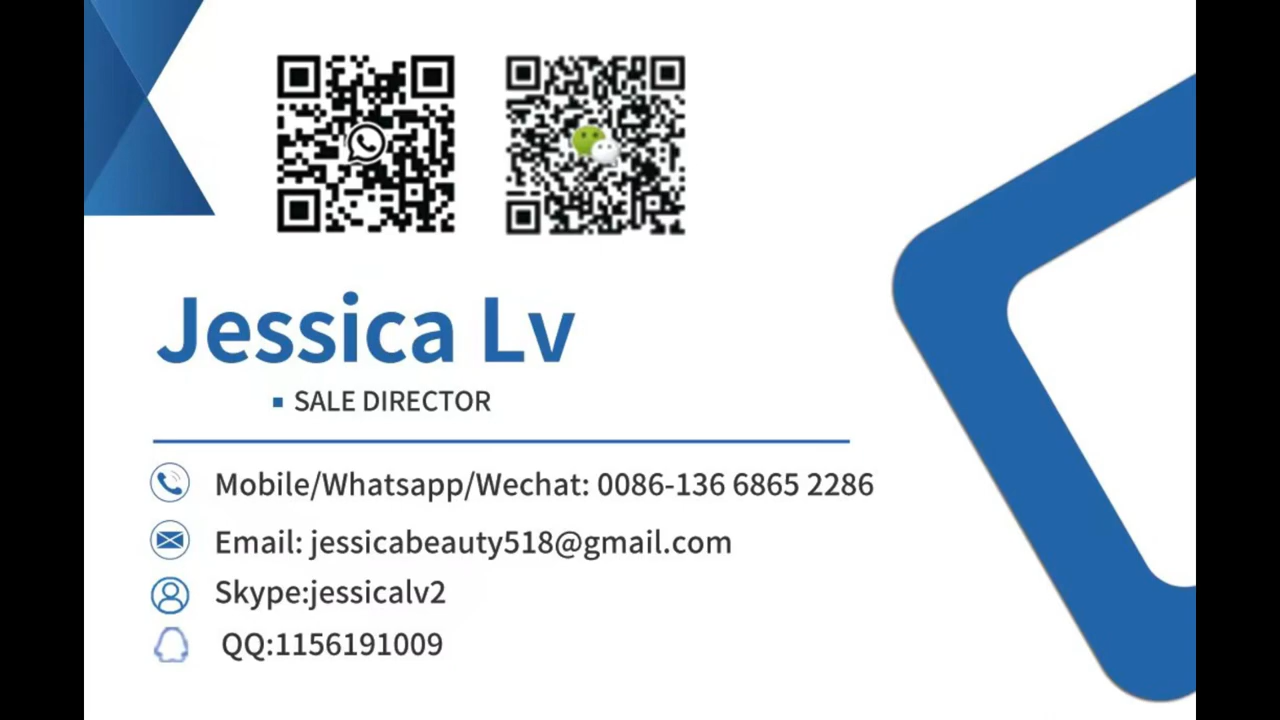 Jessica Lv
SALE DIRECTOR
Mobile/Whatsapp/Wechat: 0086-136 6865 2286
Email: jessicabeauty518@gmail.com
Skype:jessicalv2
QQ:1156191009